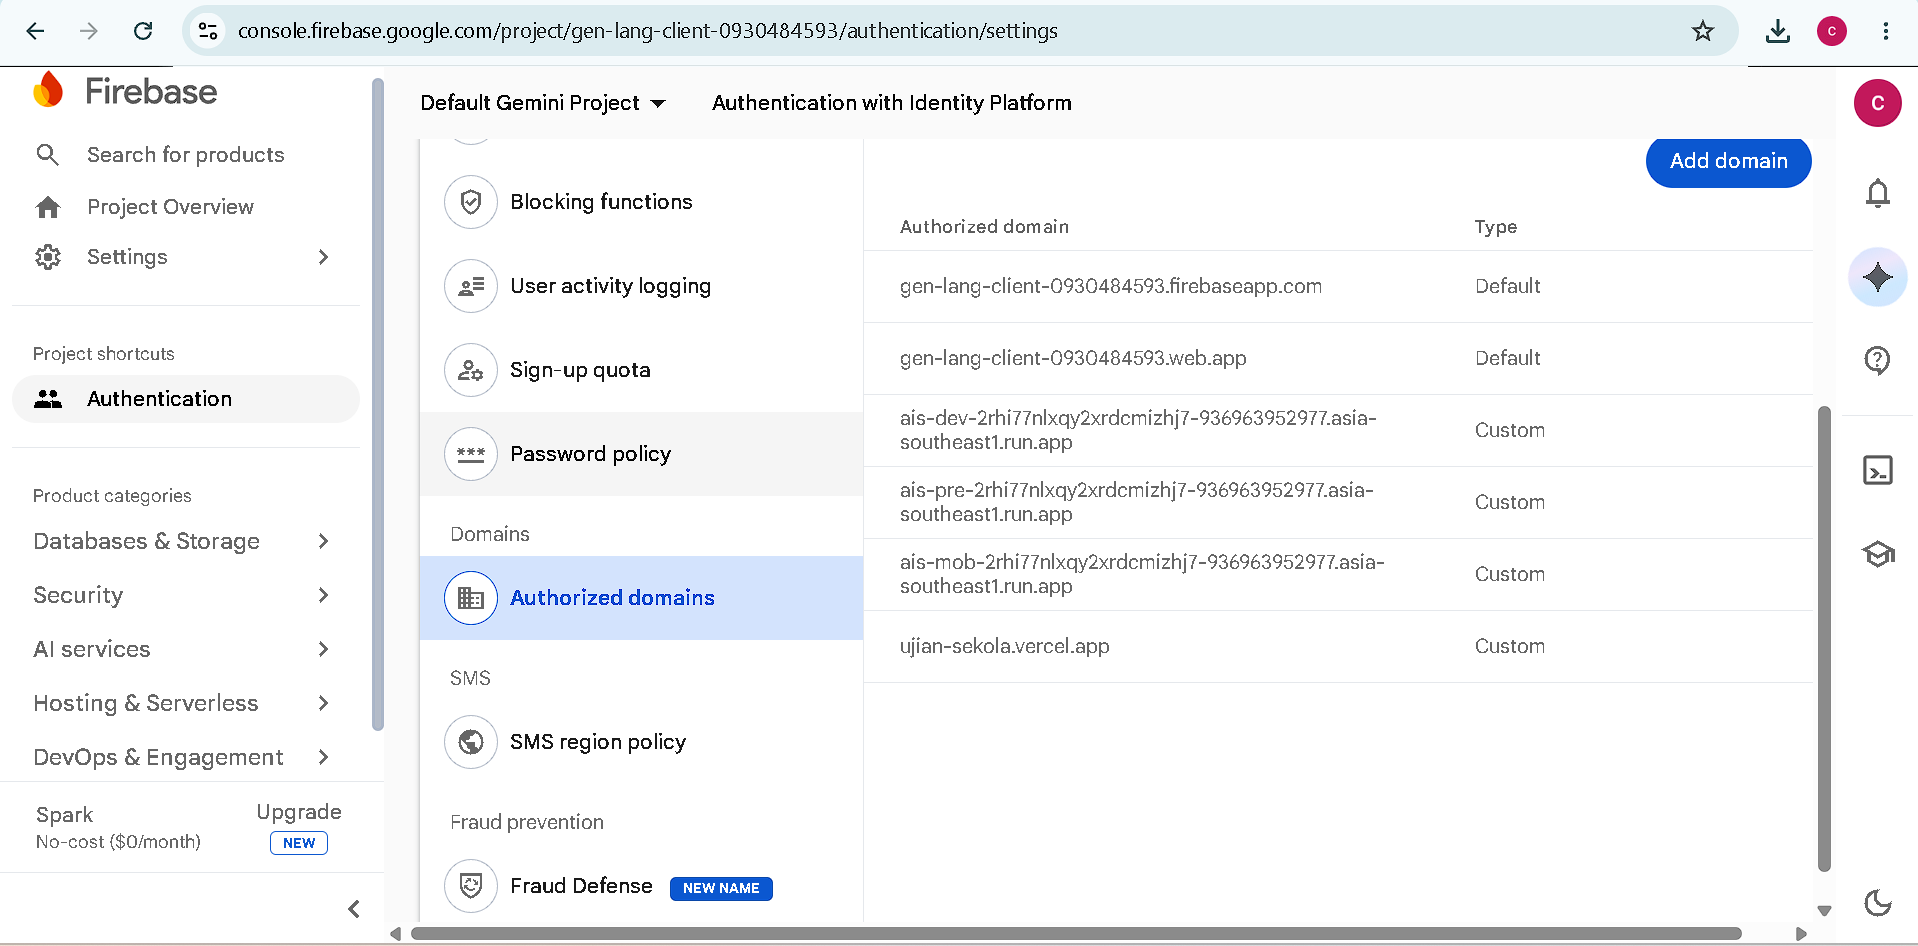 console.firebase.google.com/project/gen-lang-client-0930484593/authentication/settings
C
Firebase
Search for products
Project Overview
Settings
Project shortcuts
Authentication
Product categories
Databases & Storage
Security
AI services
Hosting & Serverless
DevOps & Engagement
Spark
No-cost ($0/month)
Upgrade
NEW
Default Gemini Project
Authentication with Identity Platform
Blocking functions
User activity logging
Sign-up quota
Password policy
Domains
Authorized domains
SMS
SMS region policy
Fraud prevention
Fraud Defense NEW NAME
Add domain
Authorized domain Type
gen-lang-client-0930484593.firebaseapp.com Default
gen-lang-client-0930484593.web.app Default
ais-dev-2rhi77nlxqy2xrdcmizhj7-936963952977.asia-
southeast1.run.app
Custom
ais-pre-2rhi77nlxqy2xrdcmizhj7-936963952977.asia-
southeast1.run.app
Custom
ais-mob-2rhi77nlxqy2xrdcmizhj7-936963952977.asia-
southeast1.run.app
Custom
ujian-sekola.vercel.app Custom
C